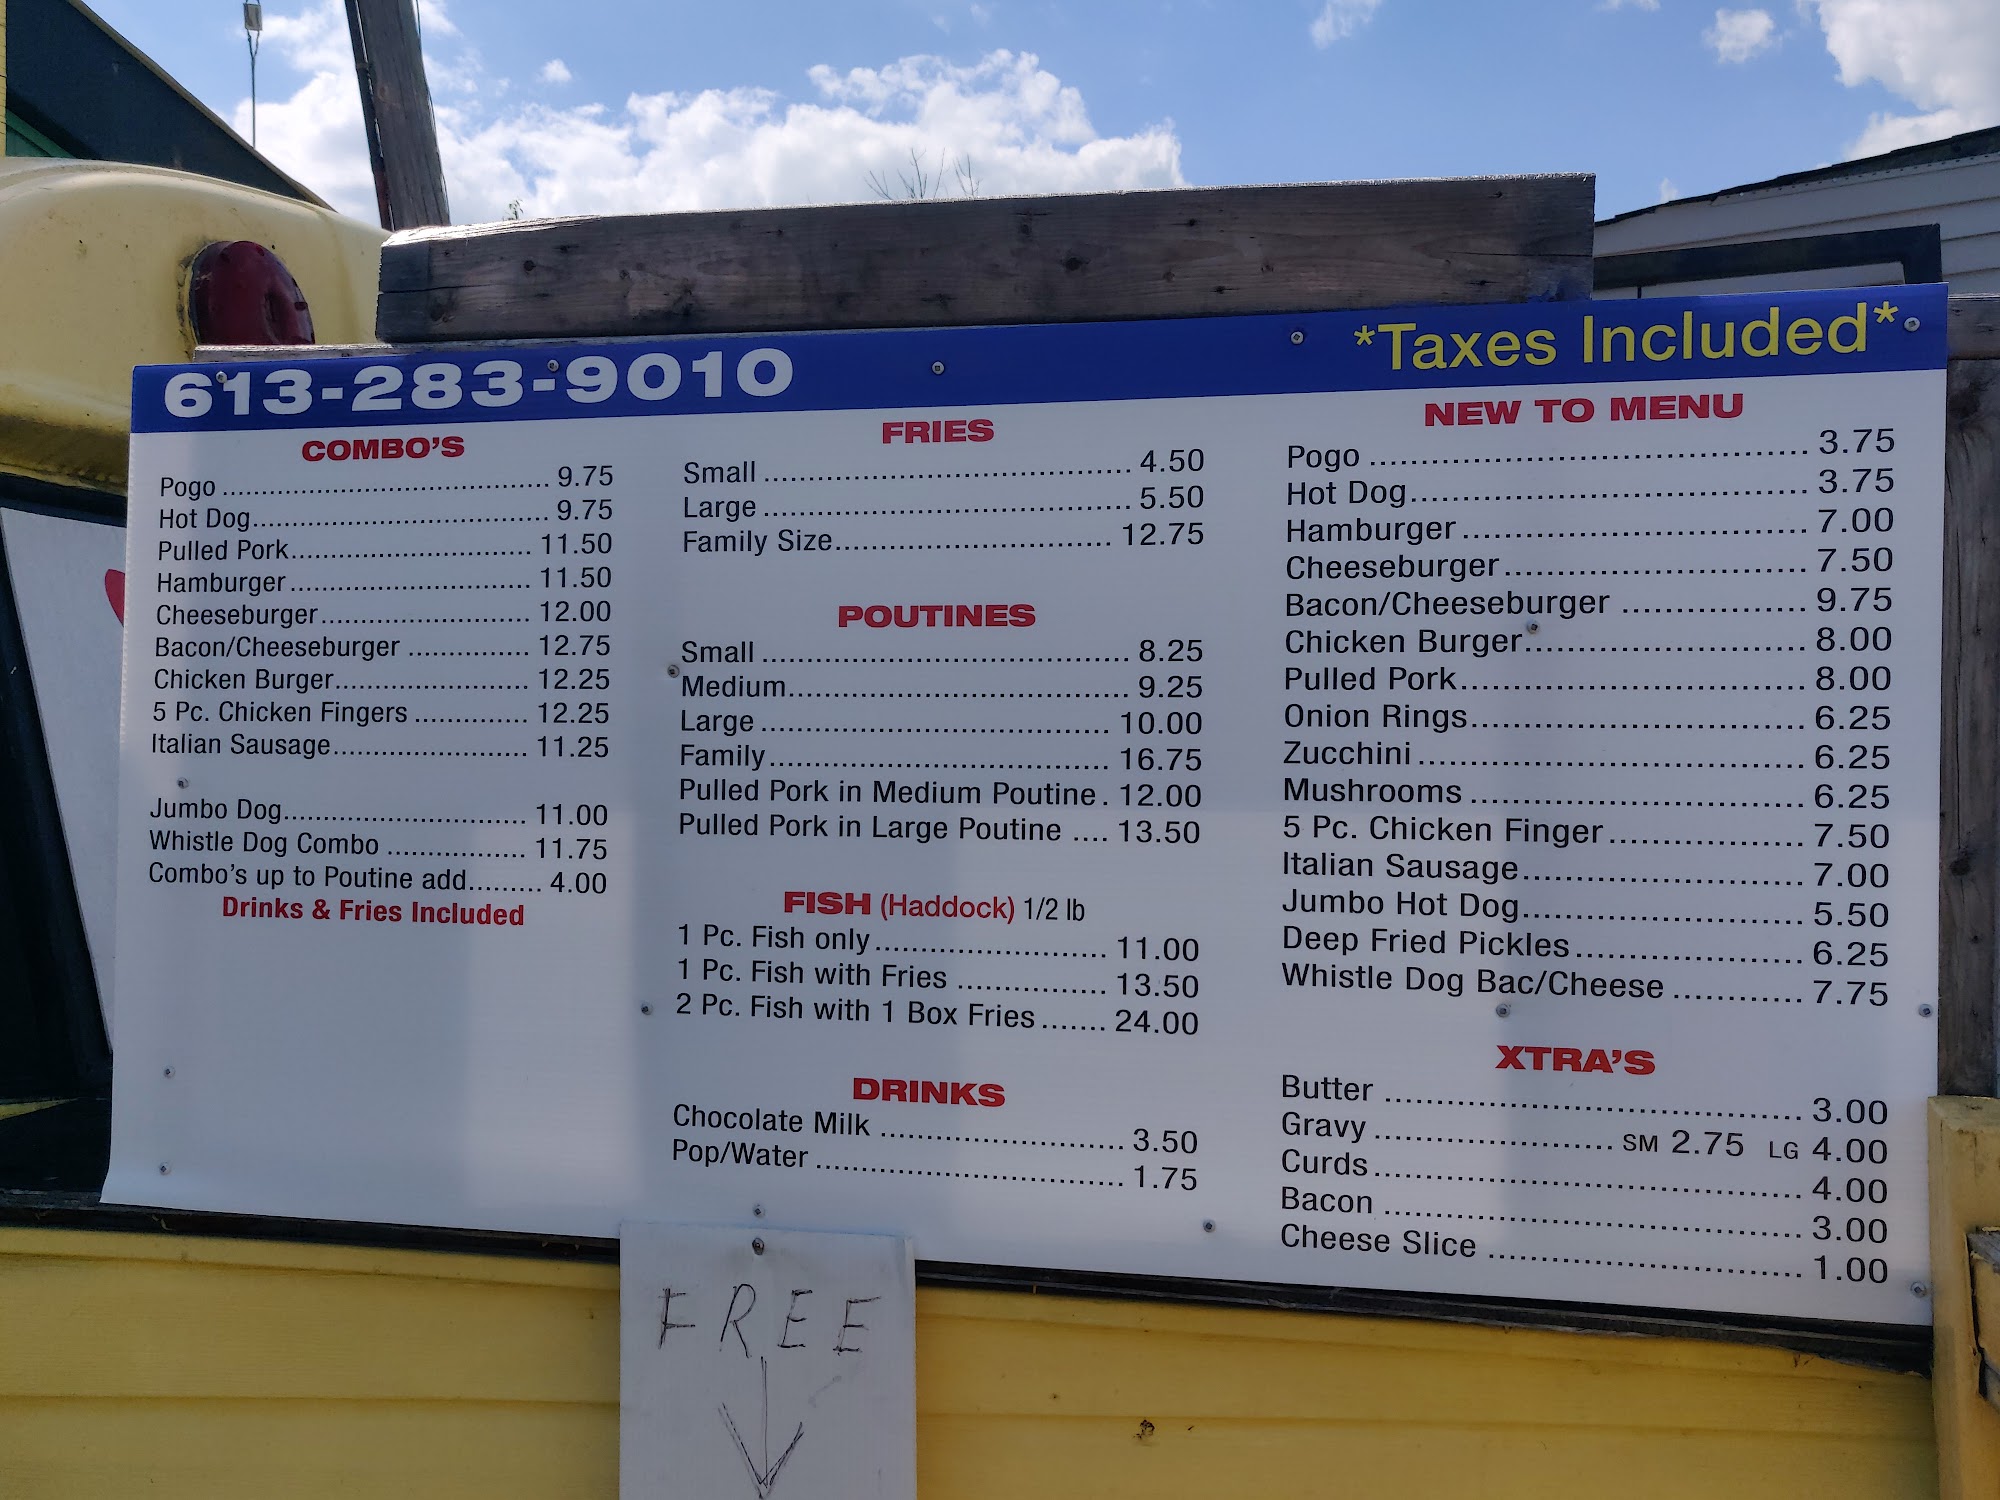 613-283-9010
*Taxes Included*
COMBO'S
Pogo 9.75
Hot Dog 9.75
Pulled Pork 11.50
Hamburger 11.50
Cheeseburger 12.00
Bacon/Cheeseburger 12.75
Chicken Burger 12.25
5 Pc. Chicken Fingers 12.25
Italian Sausage 11.25
Jumbo Dog 11.00
Whistle Dog Combo 11.75
Combo's up to Poutine add 4.00
Drinks & Fries Included
FRIES
Small 4.50
Large 5.50
Family Size 12.75
POUTINES
Small 8.25
Medium 9.25
Large 10.00
Family 16.75
Pulled Pork in Medium Poutine 12.00
Pulled Pork in Large Poutine 13.50
FISH (Haddock) 1/2 lb
1 Pc. Fish only 11.00
1 Pc. Fish with Fries 13.50
2 Pc. Fish with 1 Box Fries 24.00
DRINKS
Chocolate Milk 3.50
Pop/Water 1.75
NEW TO MENU
Pogo 3.75
Hot Dog 3.75
Hamburger 7.00
Cheeseburger 7.50
Bacon/Cheeseburger 9.75
Chicken Burger 8.00
Pulled Pork 8.00
Onion Rings 6.25
Zucchini 6.25
Mushrooms 6.25
5 Pc. Chicken Finger 7.50
Italian Sausage 7.00
Jumbo Hot Dog 5.50
Deep Fried Pickles 6.25
Whistle Dog Bac/Cheese 7.75
XTRA'S
Butter 3.00
Gravy SM 2.75 LG 4.00
Curds 4.00
Bacon 3.00
Cheese Slice 1.00
FREE